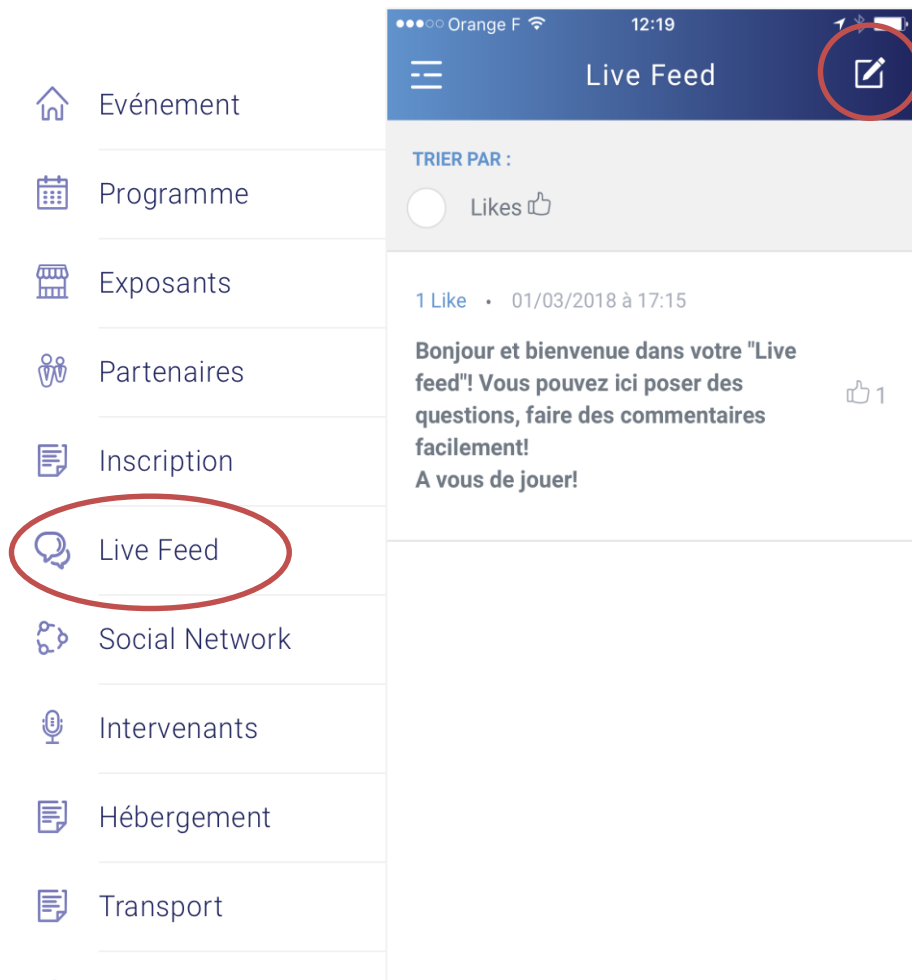 Evénement
Programme
Exposants
Partenaires
Inscription
Live Feed
Social Network
Intervenants
Hébergement
Transport
Orange F
12:19
Live Feed
TRIER PAR :
Likes
1 Like • 01/03/2018 à 17:15
Bonjour et bienvenue dans votre "Live
feed"! Vous pouvez ici poser des
questions, faire des commentaires
facilement!
A vous de jouer!
1